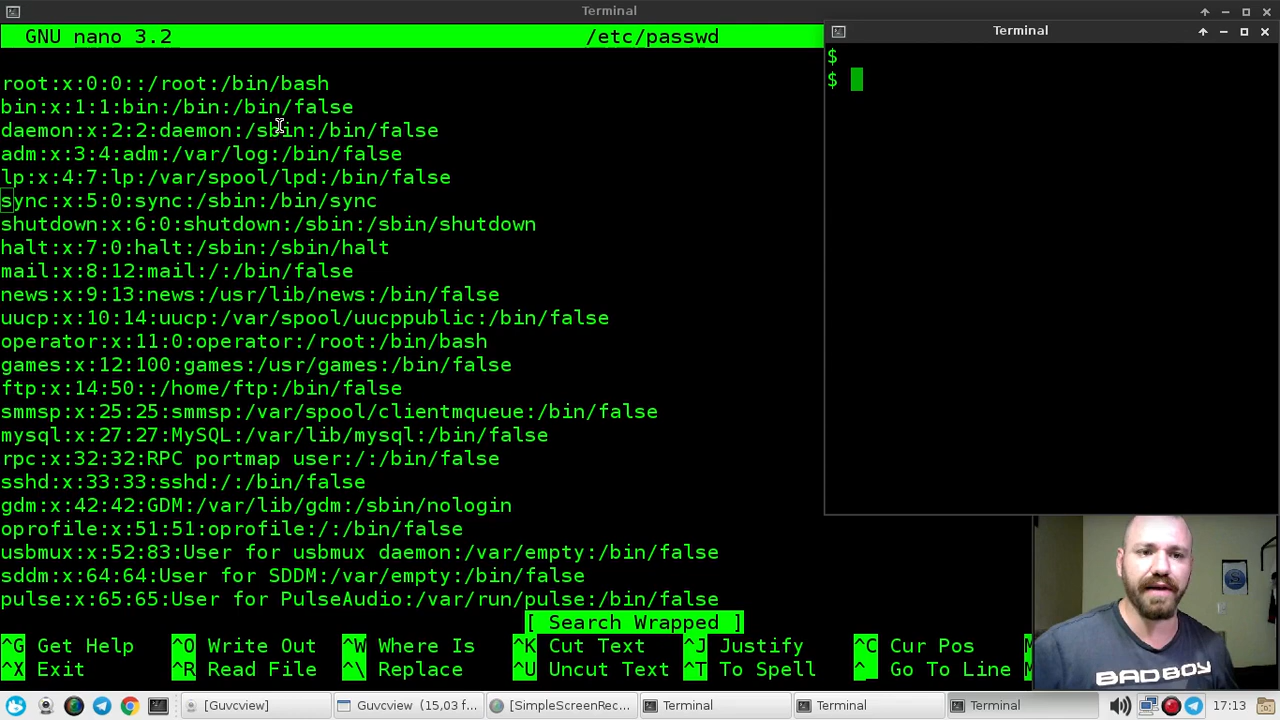 Terminal
GNU nano 3.2 /etc/passwd
root:x:0:0::/root:/bin/bash
bin:x:1:1:bin:/bin:/bin/false
daemon:x:2:2:daemon:/sbin:/bin/false
adm:x:3:4:adm:/var/log:/bin/false
lp:x:4:7:lp:/var/spool/lpd:/bin/false
sync:x:5:0:sync:/sbin:/bin/sync
shutdown:x:6:0:shutdown:/sbin:/sbin/shutdown
halt:x:7:0:halt:/sbin:/sbin/halt
mail:x:8:12:mail:/:/bin/false
news:x:9:13:news:/usr/lib/news:/bin/false
uucp:x:10:14:uucp:/var/spool/uucppublic:/bin/false
operator:x:11:0:operator:/root:/bin/bash
games:x:12:100:games:/usr/games:/bin/false
ftp:x:14:50::/home/ftp:/bin/false
smmsp:x:25:25:smmsp:/var/spool/clientmqueue:/bin/false
mysql:x:27:27:MySQL:/var/lib/mysql:/bin/false
rpc:x:32:32:RPC portmap user:/:/bin/false
sshd:x:33:33:sshd:/:/bin/false
gdm:x:42:42:GDM:/var/lib/gdm:/sbin/nologin
oprofile:x:51:51:oprofile:/:/bin/false
usbmux:x:52:83:User for usbmux daemon:/var/empty:/bin/false
sddm:x:64:64:User for SDDM:/var/empty:/bin/false
pulse:x:65:65:User for PulseAudio:/var/run/pulse:/bin/false
[ Search Wrapped ]
^G Get Help ^O Write Out ^W Where Is ^K Cut Text ^J Justify ^C Cur Pos M
^X Exit ^R Read File ^\ Replace ^U Uncut Text ^T To Spell ^_ Go To Line M
Terminal
$
$
BAD BOY
[Guvcview] Guvcview (15... f... [SimpleScreenRec... Terminal Terminal Terminal 17:13